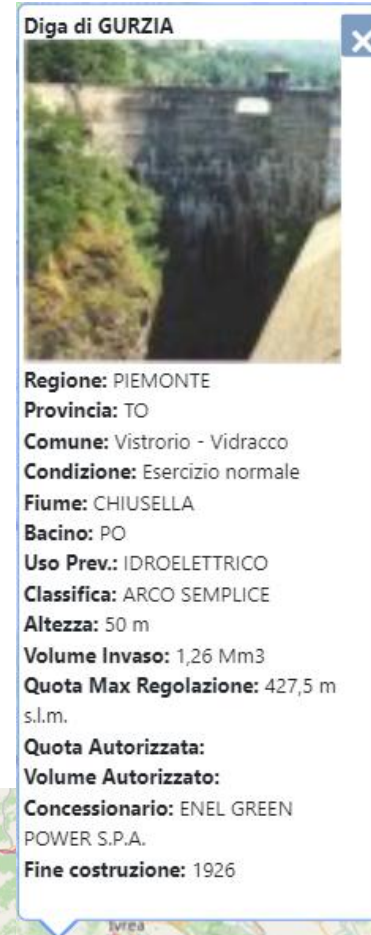 Diga di GURZIA
Regione: PIEMONTE
Provincia: TO
Comune: Vistrorio - Vidracco
Condizione: Esercizio normale
Fiume: CHIUSELLA
Bacino: PO
Uso Prev.: IDROELETTRICO
Classifica: ARCO SEMPLICE
Altezza: 50 m
Volume Invaso: 1,26 Mm3
Quota Max Regolazione: 427,5 m
s.l.m.
Quota Autorizzata:
Volume Autorizzato:
Concessionario: ENEL GREEN
POWER S.P.A.
Fine costruzione: 1926
Ivrea